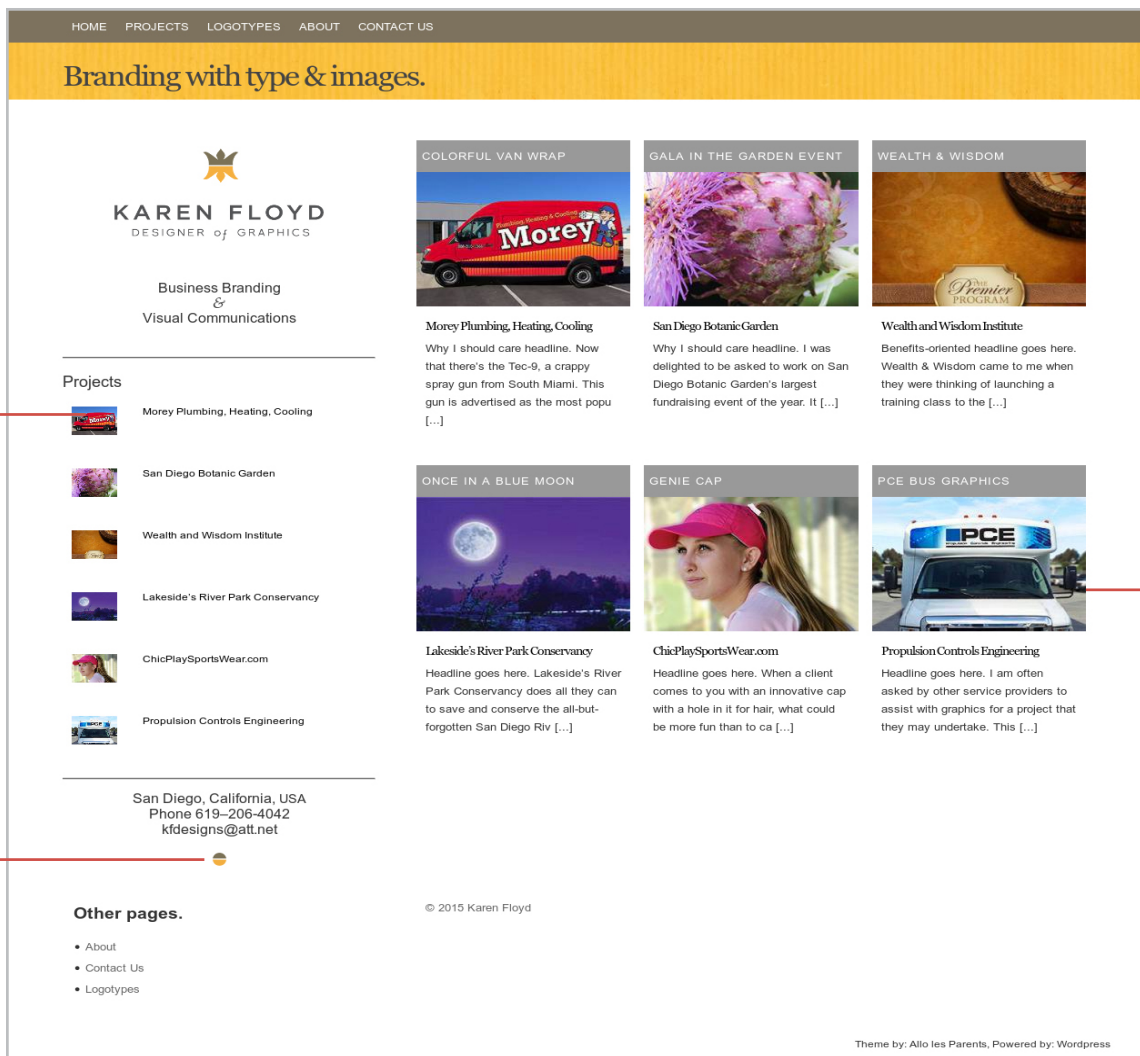 HOME PROJECTS LOGOTYPES ABOUT CONTACT US
Branding with type & images.
KAREN FLOYD
DESIGNER of GRAPHICS
Business Branding
&
Visual Communications
Projects
Morey Plumbing, Heating, Cooling
San Diego Botanic Garden
Wealth and Wisdom Institute
Lakeside's River Park Conservancy
ChicPlaySportsWear.com
Propulsion Controls Engineering
San Diego, California, USA
Phone 619–206-4042
kfdesigns@att.net
COLORFUL VAN WRAP
Plumbing, Heating & Cooling
Morey
Morey Plumbing, Heating, Cooling
Why I should care headline. Now
that there's the Tec-9, a crappy
spray gun from South Miami. This
gun is advertised as the most popu
[...]
GALA IN THE GARDEN EVENT
San Diego Botanic Garden
Why I should care headline. I was
delighted to be asked to work on San
Diego Botanic Garden's largest
fundraising event of the year. It [...]
WEALTH & WISDOM
THE
Premier
PROGRAM
Wealth and Wisdom Institute
Benefits-oriented headline goes here.
Wealth & Wisdom came to me when
they were thinking of launching a
training class to the [...]
ONCE IN A BLUE MOON
Lakeside's River Park Conservancy
Headline goes here. Lakeside's River
Park Conservancy does all they can
to save and conserve the all-but-
forgotten San Diego Riv [...]
GENIE CAP
ChicPlaySportsWear.com
Headline goes here. When a client
comes to you with an innovative cap
with a hole in it for hair, what could
be more fun than to ca [...]
PCE BUS GRAPHICS
PCE
Propulsion Controls Engineering
Propulsion Controls Engineering
Headline goes here. I am often
asked by other service providers to
assist with graphics for a project that
they may undertake. This [...]
Other pages.
• About
• Contact Us
• Logotypes
© 2015 Karen Floyd
Theme by: Allo les Parents, Powered by: Wordpress